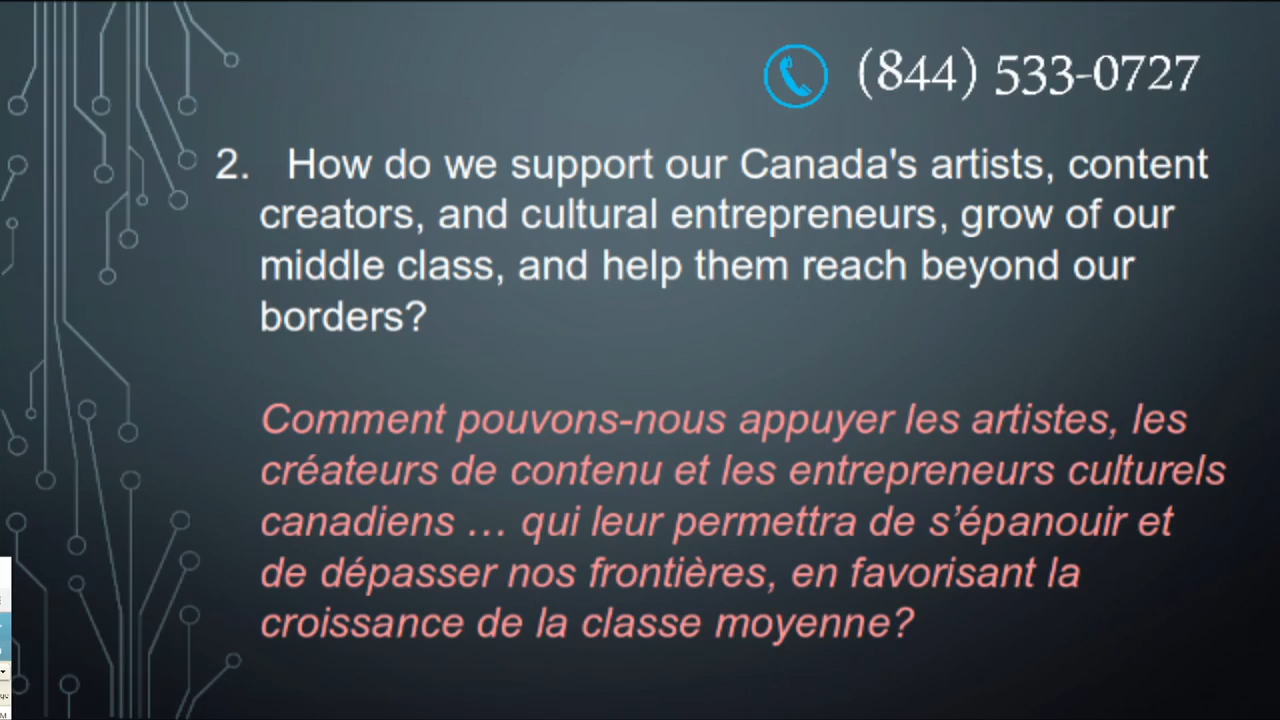 (844) 533-0727
2. How do we support our Canada's artists, content
creators, and cultural entrepreneurs, grow of our
middle class, and help them reach beyond our
borders?
Comment pouvons-nous appuyer les artistes, les
créateurs de contenu et les entrepreneurs culturels
canadiens … qui leur permettra de s’épanouir et
de dépasser nos frontières, en favorisant la
croissance de la classe moyenne?